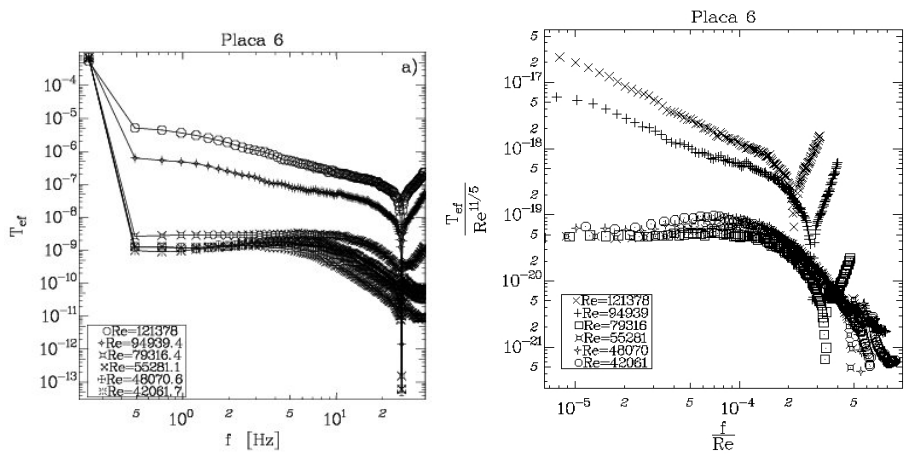 Placa 6
a)
10^-4
10^-5
10^-6
10^-7
10^-8
10^-9
10^-10
10^-11
10^-12
10^-13
T_ef
Re=121378
Re=94939.4
Re=79316.4
Re=55281.1
Re=48070.6
Re=42061.7
2 5 10^0 2 5 10^1 2
f [Hz]
Placa 6
5
2
10^-17
5
2
10^-18
5
2
10^-19
5
2
10^-20
5
2
10^-21
5
T_ef
Re^11/5
Re=121378
Re=94939
Re=79316
Re=55281
Re=48070
Re=42061
10^-5 2 5 10^-4 2 5
f
Re